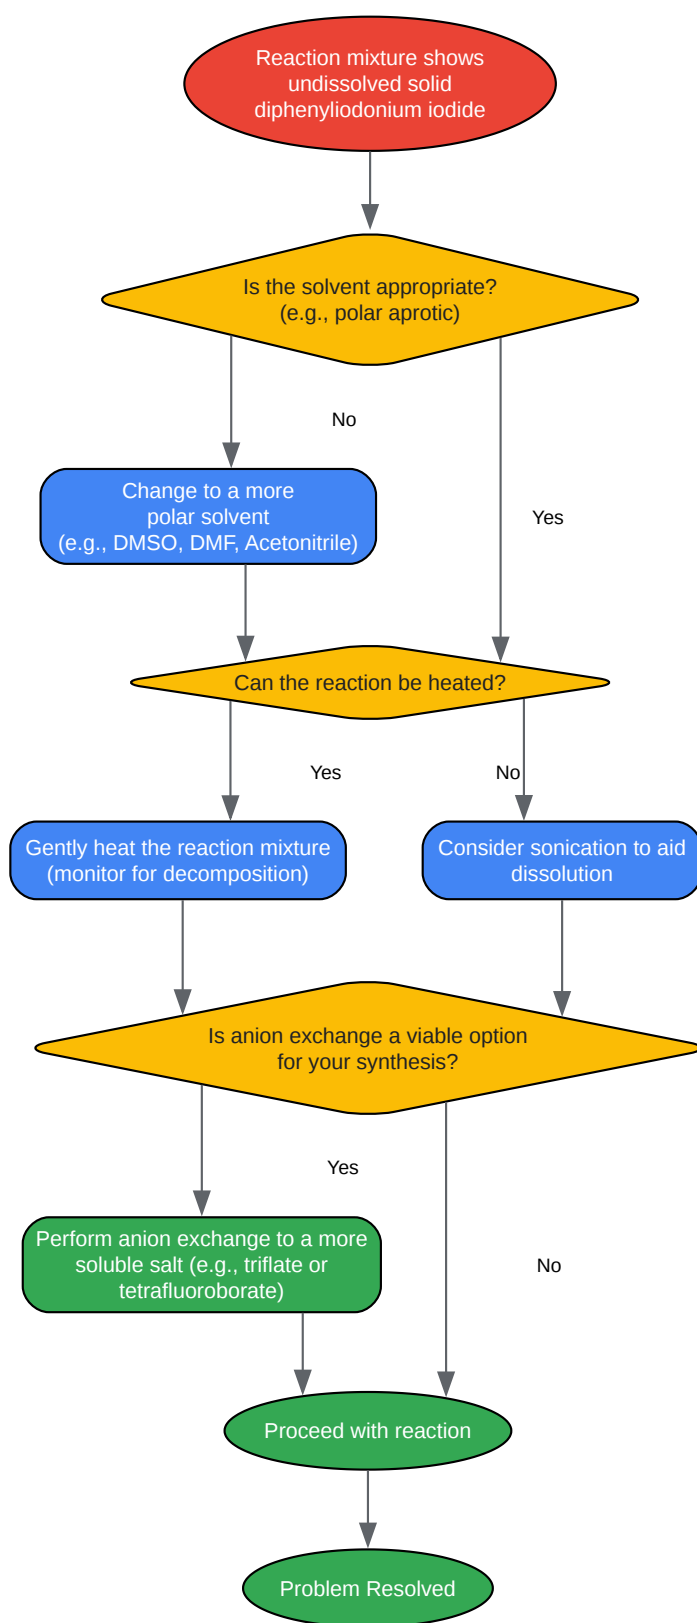 Reaction mixture shows
undissolved solid
diphenyliodonium iodide
Is the solvent appropriate?
(e.g., polar aprotic)
No
Change to a more
polar solvent
(e.g., DMSO, DMF, Acetonitrile)
Yes
Can the reaction be heated?
Yes
No
Gently heat the reaction mixture
(monitor for decomposition)
Consider sonication to aid
dissolution
Is anion exchange a viable option
for your synthesis?
Yes
Perform anion exchange to a more
soluble salt (e.g., triflate or
tetrafluoroborate)
No
Proceed with reaction
Problem Resolved